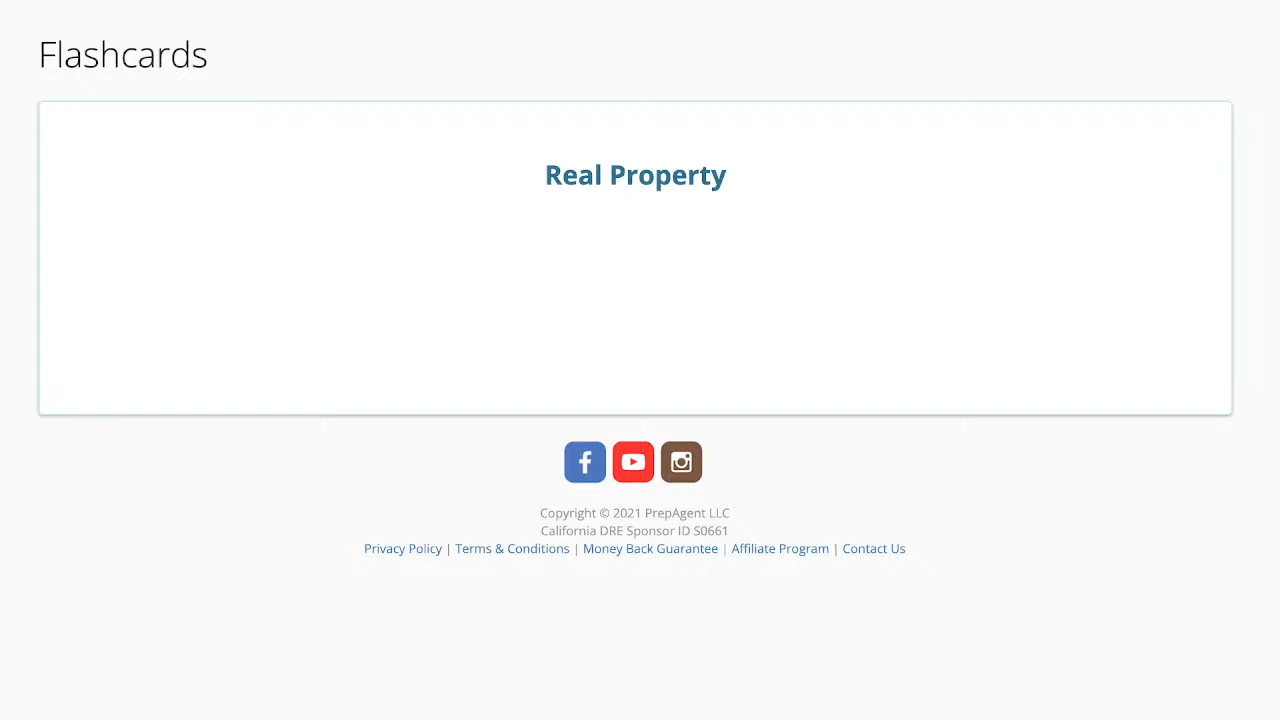 Flashcards
Real Property
Copyright © 2021 PrepAgent LLC
California DRE Sponsor ID S0661
Privacy Policy | Terms & Conditions | Money Back Guarantee | Affiliate Program | Contact Us